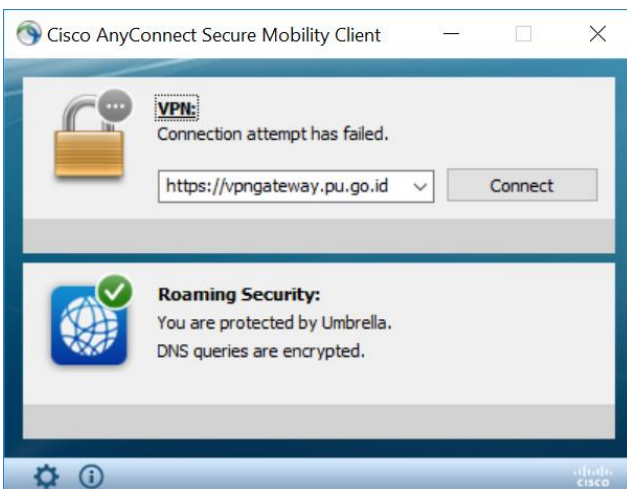 Cisco AnyConnect Secure Mobility Client
VPN:
Connection attempt has failed.
https://vpngateway.pu.go.id
Connect
Roaming Security:
You are protected by Umbrella.
DNS queries are encrypted.
CISCO